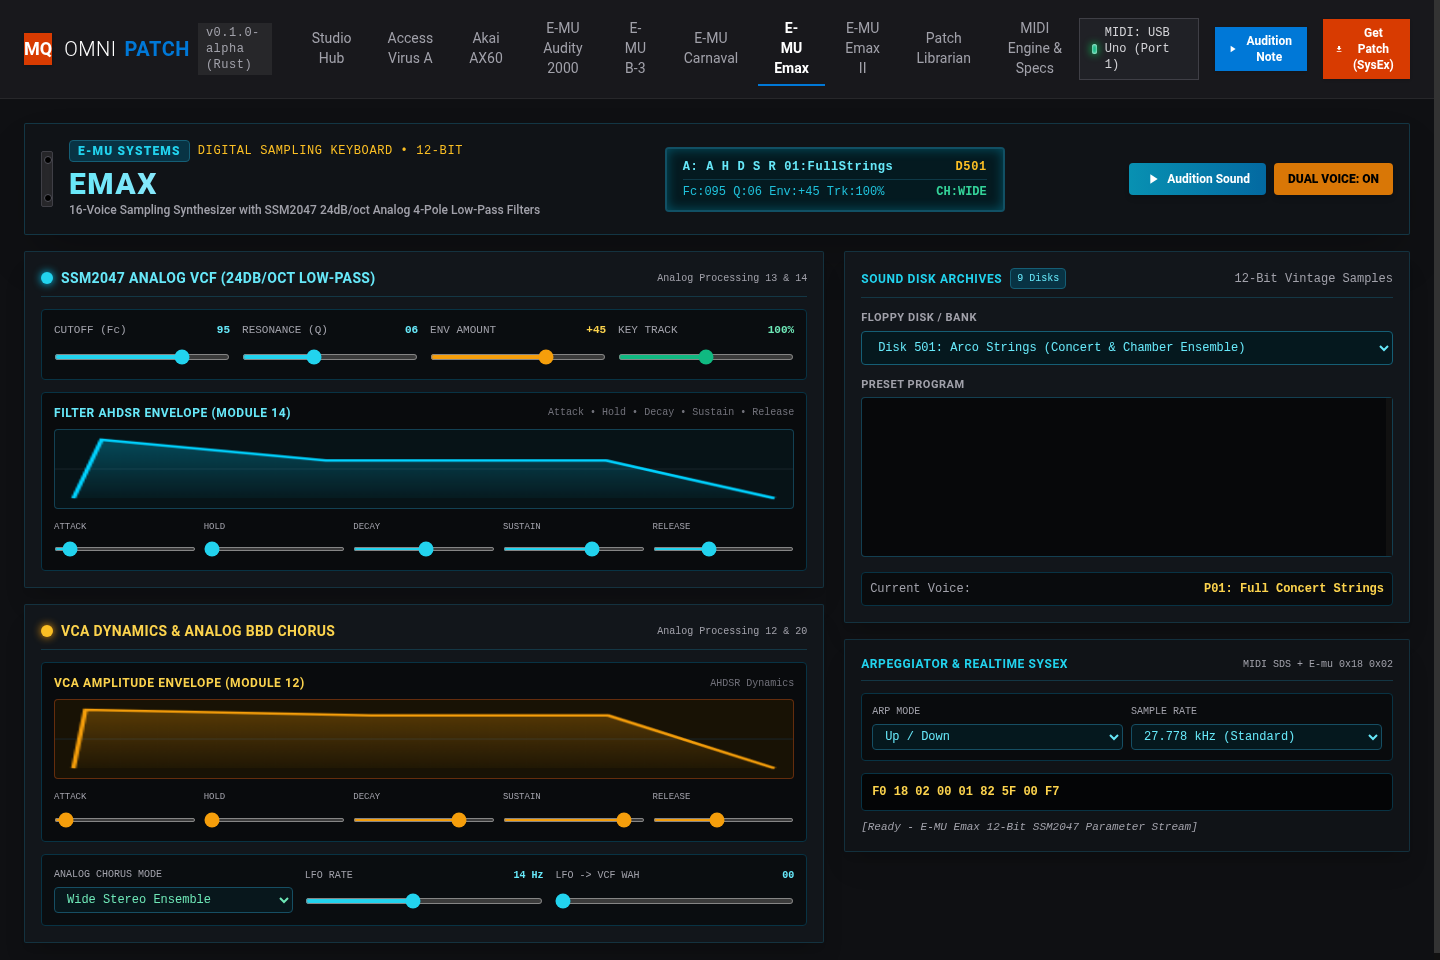 MQ OMNI PATCH
v0.1.0-
alpha
(Rust)
Studio
Hub
Access
Virus A
Akai
AX60
E-MU
Audity
2000
E-
MU
B-3
E-MU
Carnaval
E-
MU
Emax
E-MU
Emax
II
Patch
Librarian
MIDI
Engine &
Specs
MIDI: USB
Uno (Port
1)
Audition
Note
Get
Patch
(SysEx)
E-MU SYSTEMS DIGITAL SAMPLING KEYBOARD • 12-BIT
EMAX
16-Voice Sampling Synthesizer with SSM2047 24dB/oct Analog 4-Pole Low-Pass Filters
A: A H D S R 01:FullStrings D501
Fc:095 Q:06 Env:+45 Trk:100% CH:WIDE
Audition Sound
DUAL VOICE: ON
SSM2047 ANALOG VCF (24DB/OCT LOW-PASS) Analog Processing 13 & 14
CUTOFF (Fc) 95 RESONANCE (Q) 06 ENV AMOUNT +45 KEY TRACK 100%
FILTER AHDSR ENVELOPE (MODULE 14) Attack • Hold • Decay • Sustain • Release
ATTACK HOLD DECAY SUSTAIN RELEASE
VCA DYNAMICS & ANALOG BBD CHORUS Analog Processing 12 & 20
VCA AMPLITUDE ENVELOPE (MODULE 12) AHDSR Dynamics
ATTACK HOLD DECAY SUSTAIN RELEASE
ANALOG CHORUS MODE LFO RATE 14 Hz LFO -> VCF WAH 00
Wide Stereo Ensemble
SOUND DISK ARCHIVES 9 Disks 12-Bit Vintage Samples
FLOPPY DISK / BANK
Disk 501: Arco Strings (Concert & Chamber Ensemble)
PRESET PROGRAM
Current Voice: P01: Full Concert Strings
ARPEGGIATOR & REALTIME SYSEX MIDI SDS + E-mu 0x18 0x02
ARP MODE SAMPLE RATE
Up / Down 27.778 kHz (Standard)
F0 18 02 00 01 82 5F 00 F7
[Ready - E-MU Emax 12-Bit SSM2047 Parameter Stream]